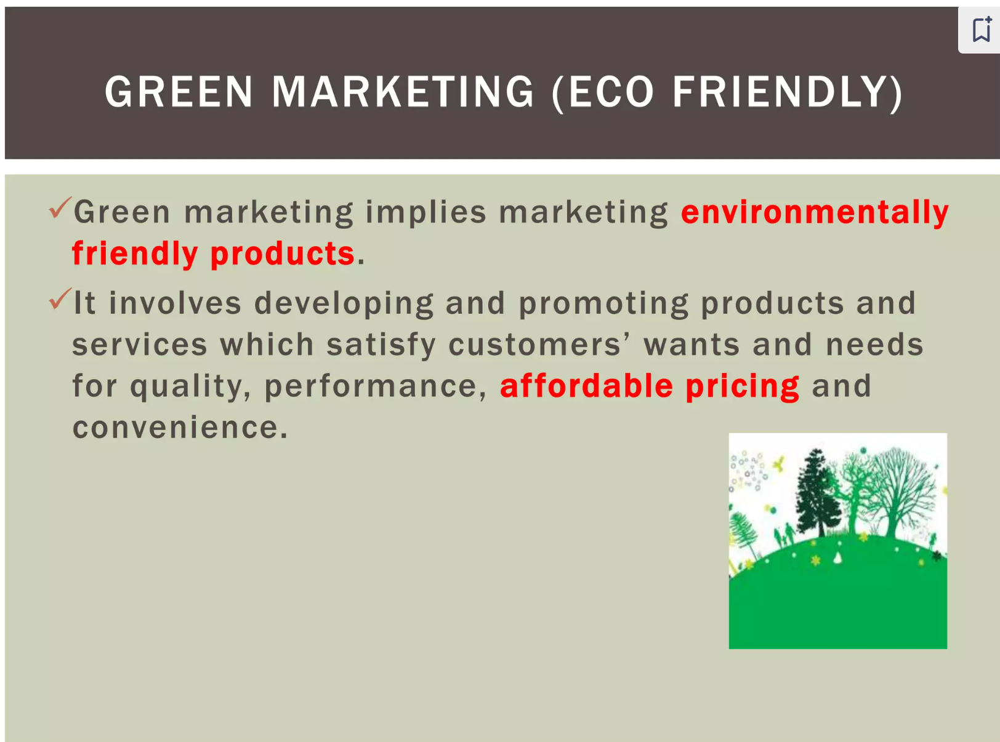 GREEN MARKETING (ECO FRIENDLY)
✓Green marketing implies marketing environmentally
friendly products.
✓It involves developing and promoting products and
services which satisfy customers’ wants and needs
for quality, performance, affordable pricing and
convenience.